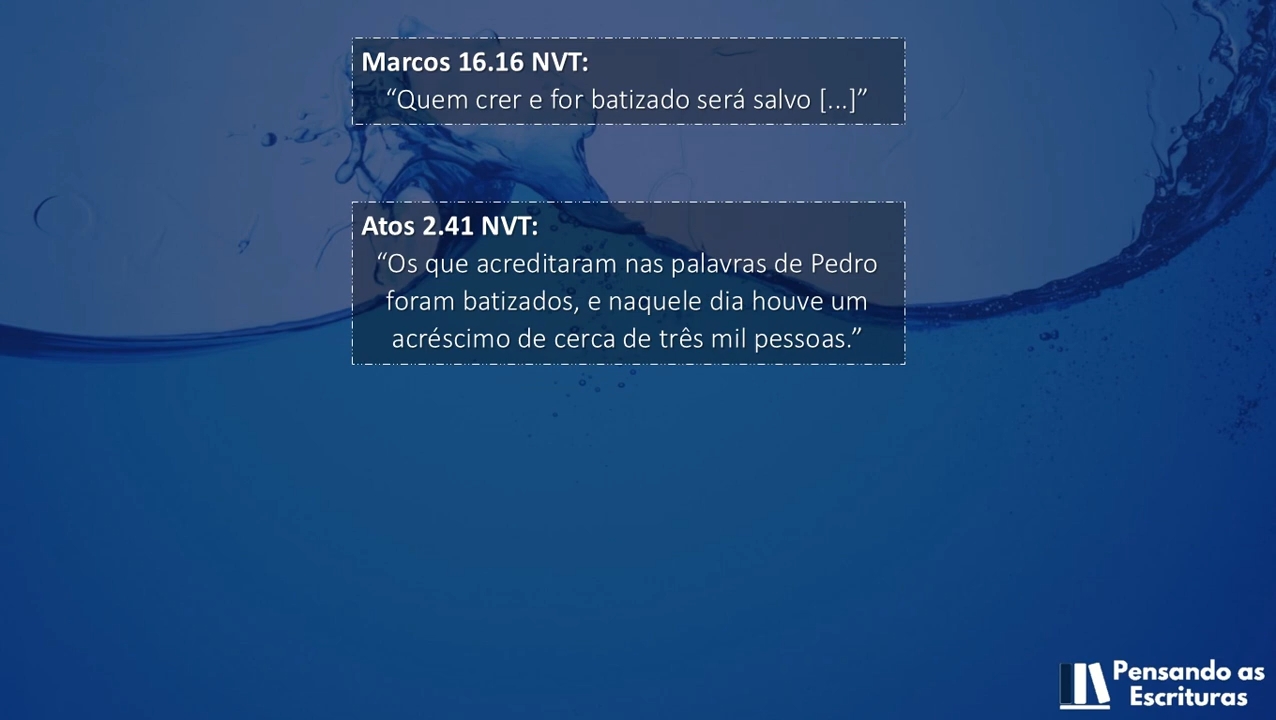 Marcos 16.16 NVT:
“Quem crer e for batizado será salvo [...]”
Atos 2.41 NVT:
“Os que acreditaram nas palavras de Pedro
foram batizados, e naquele dia houve um
acréscimo de cerca de três mil pessoas.”
Pensando as
Escrituras